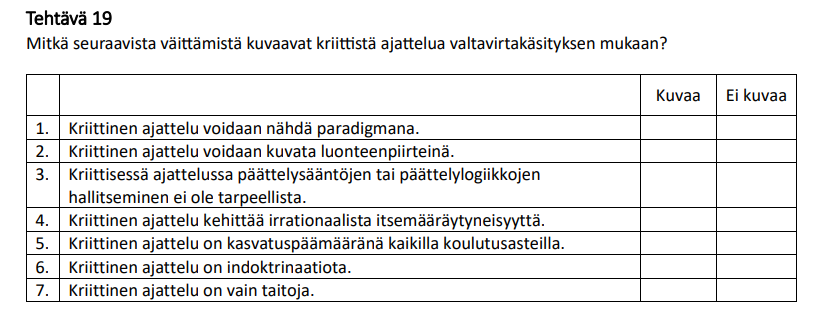 Tehtävä 19
Mitkä seuraavista väittämistä kuvaavat kriittistä ajattelua valtavirtakäsityksen mukaan?
Kuvaa Ei kuvaa
1. Kriittinen ajattelu voidaan nähdä paradigmana.
2. Kriittinen ajattelu voidaan kuvata luonteenpiirteinä.
3. Kriittisessä ajattelussa päättelysääntöjen tai päättelylogiikkojen
hallitseminen ei ole tarpeellista.
4. Kriittinen ajattelu kehittää irrationaalista itsemääräytyneisyyttä.
5. Kriittinen ajattelu on kasvatuspäämääränä kaikilla koulutusasteilla.
6. Kriittinen ajattelu on indoktrinaatiota.
7. Kriittinen ajattelu on vain taitoja.